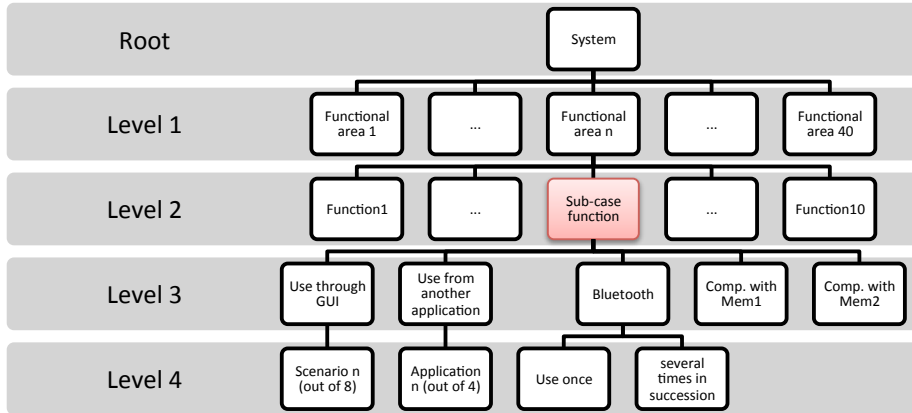 Root
System
Level 1
Functional
area 1
...
Functional
area n
...
Functional
area 40
Level 2
Function1
...
Sub-case
function
...
Function10
Level 3
Use through
GUI
Use from
another
application
Bluetooth
Comp. with
Mem1
Comp. with
Mem2
Level 4
Scenario n
(out of 8)
Application
n (out of 4)
Use once
several
times in
succession